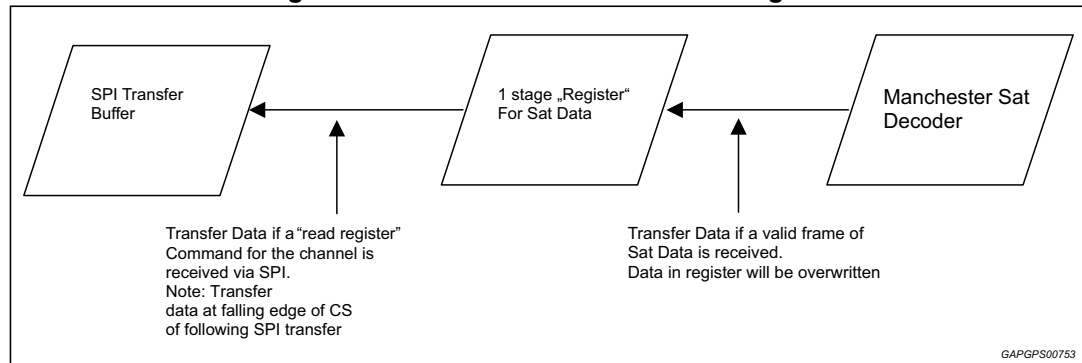 SPI Transfer
Buffer
1 stage „Register“
For Sat Data
Manchester Sat
Decoder
Transfer Data if a “read register”
Command for the channel is
received via SPI.
Note: Transfer
data at falling edge of CS
of following SPI transfer
Transfer Data if a valid frame of
Sat Data is received.
Data in register will be overwritten
GAPGPS00753